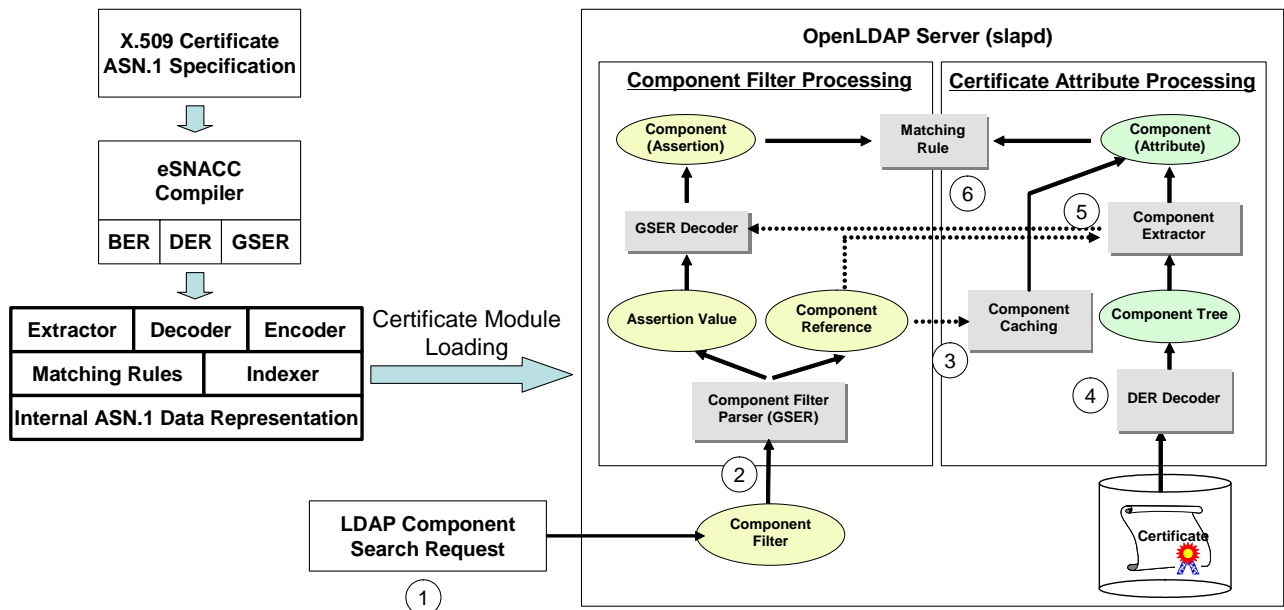 X.509 Certificate
ASN.1 Specification
eSNACC
Compiler
BER
DER
GSER
Extractor
Decoder
Encoder
Matching Rules
Indexer
Internal ASN.1 Data Representation
Certificate Module
Loading
LDAP Component
Search Request
1
OpenLDAP Server (slapd)
Component Filter Processing
Component
(Assertion)
GSER Decoder
Assertion Value
Component
Reference
Component Filter
Parser (GSER)
2
Component
Filter
Certificate Attribute Processing
Matching
Rule
6
Component
(Attribute)
5
Component
Extractor
Component
Caching
3
Component Tree
4
DER Decoder
Certificate